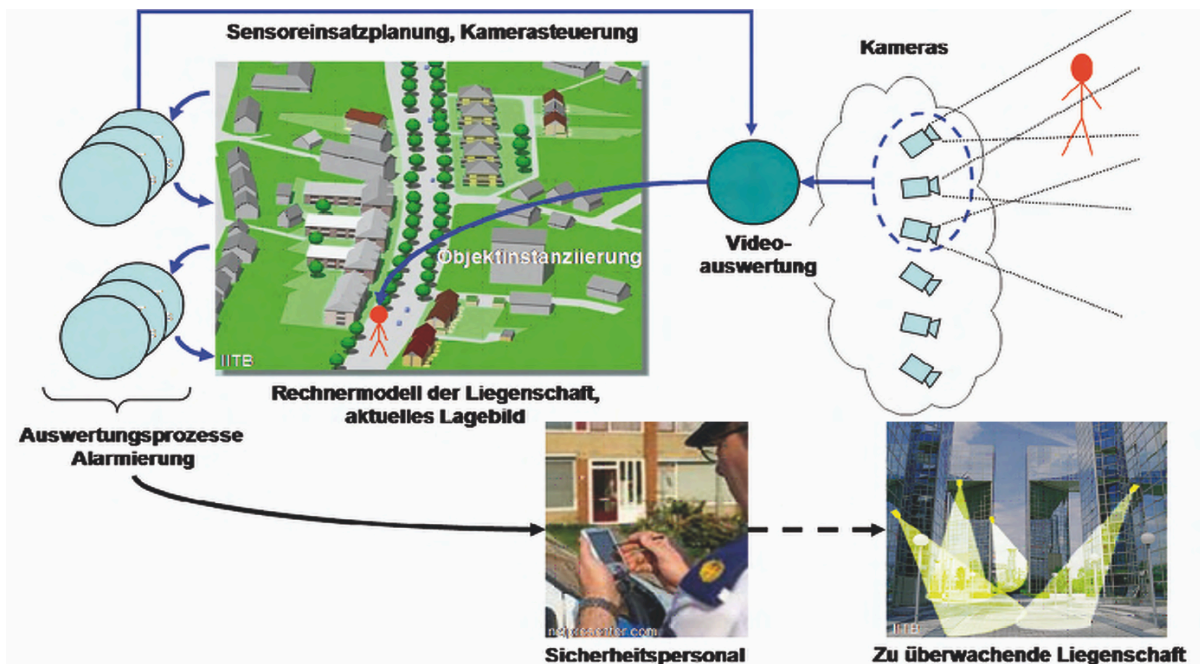 Sensoreinsatzplanung, Kamerasteuerung
Kameras
Objektinstanziierung
Video-
auswertung
IITB
Rechnermodell der Liegenschaft,
aktuelles Lagebild
Auswertungsprozesse
Alarmierung
IITB
Sicherheitspersonal
Zu überwachende Liegenschaft